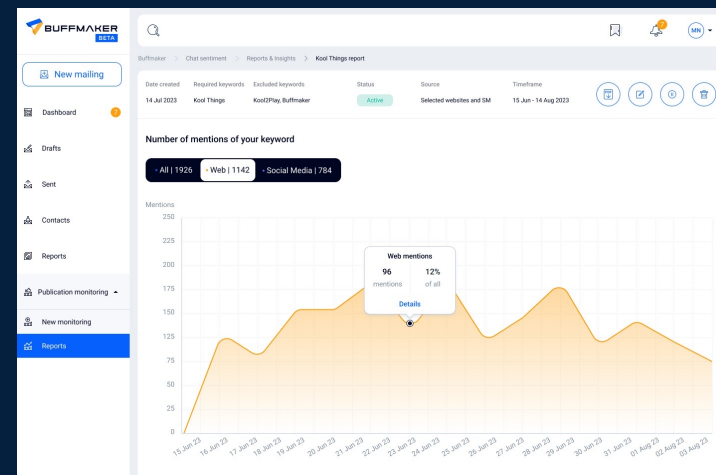 BUFFMAKER
BETA
7
MN
Buffmaker > Chat sentiment > Reports & Insights > Kool Things report
New mailing
Dashboard 7
Drafts
Sent
Contacts
Reports
Publication monitoring
New monitoring
Reports
Date created Required keywords Excluded keywords Status Source Timeframe
14 Jul 2023 Kool Things Kool2Play, Buffmaker Active Selected websites and SM 15 Jun - 14 Aug 2023
Number of mentions of your keyword
• All | 1926 • Web | 1142 • Social Media | 784
Mentions
250
225
200
175
150
125
75
50
25
0
Web mentions
96 12%
mentions of all
Details
15 Jun 23 16 Jun 23 17 Jun 23 18 Jun 23 19 Jun 23 20 Jun 23 21 Jun 23 22 Jun 23 23 Jun 23 24 Jun 23 25 Jun 23 26 Jun 23 27 Jun 23 28 Jun 23 29 Jun 23 30 Jun 23 31 Jun 23 01 Aug 23 02 Aug 23 03 Aug 23